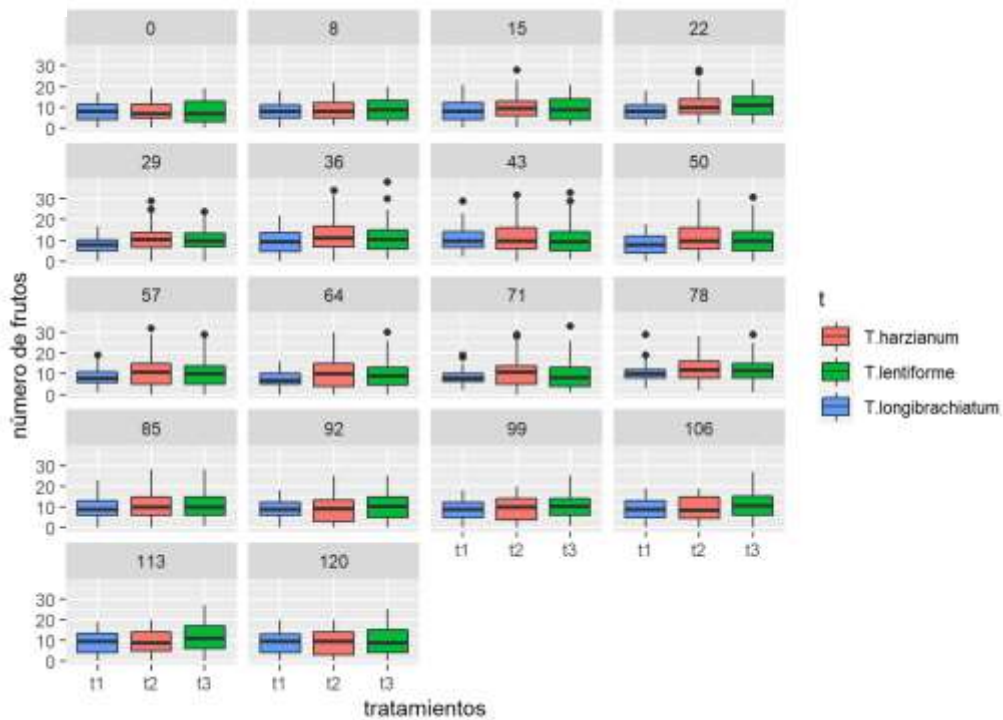 0 8 15 22
30
20
10
0
29 36 43 50
30
20
10
0
57 64 71 78
30
20
10
0
85 92 99 106
30
20
10
0
t1 t2 t3 t1 t2 t3
113 120
30
20
10
0
t1 t2 t3 t1 t2 t3
tratamientos
número de frutos
t
T.harzianum
T.lentiforme
T.longibrachiatum